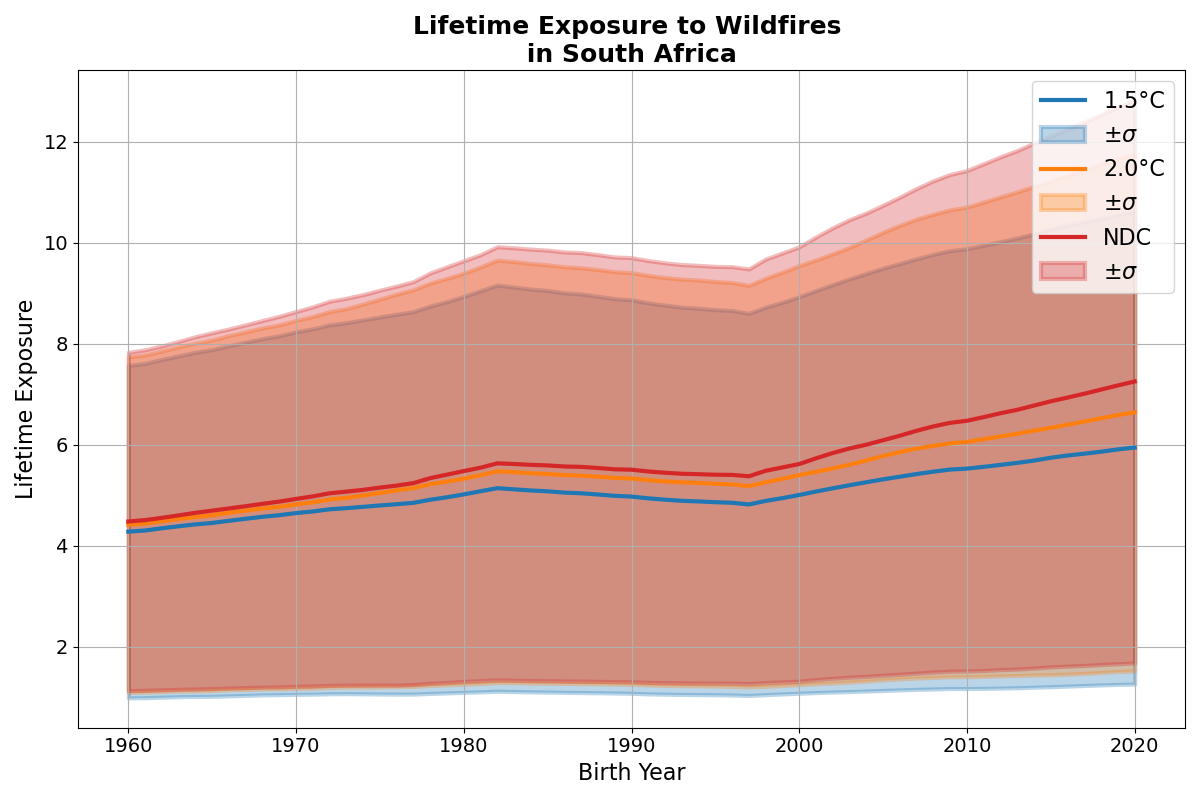 Lifetime Exposure to Wildfires
in South Africa
1.5°C
±σ
2.0°C
±σ
NDC
±σ
Lifetime Exposure
12
10
8
6
4
2
1960 1970 1980 1990 2000 2010 2020
Birth Year